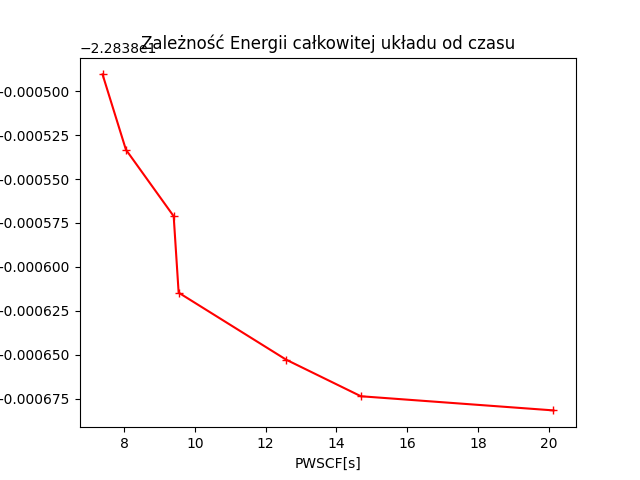 Zależność Energii całkowitej układu od czasu
−2.2838e1
-0.000500
-0.000525
-0.000550
-0.000575
-0.000600
-0.000625
-0.000650
-0.000675
8 10 12 14 16 18 20
PWSCF[s]